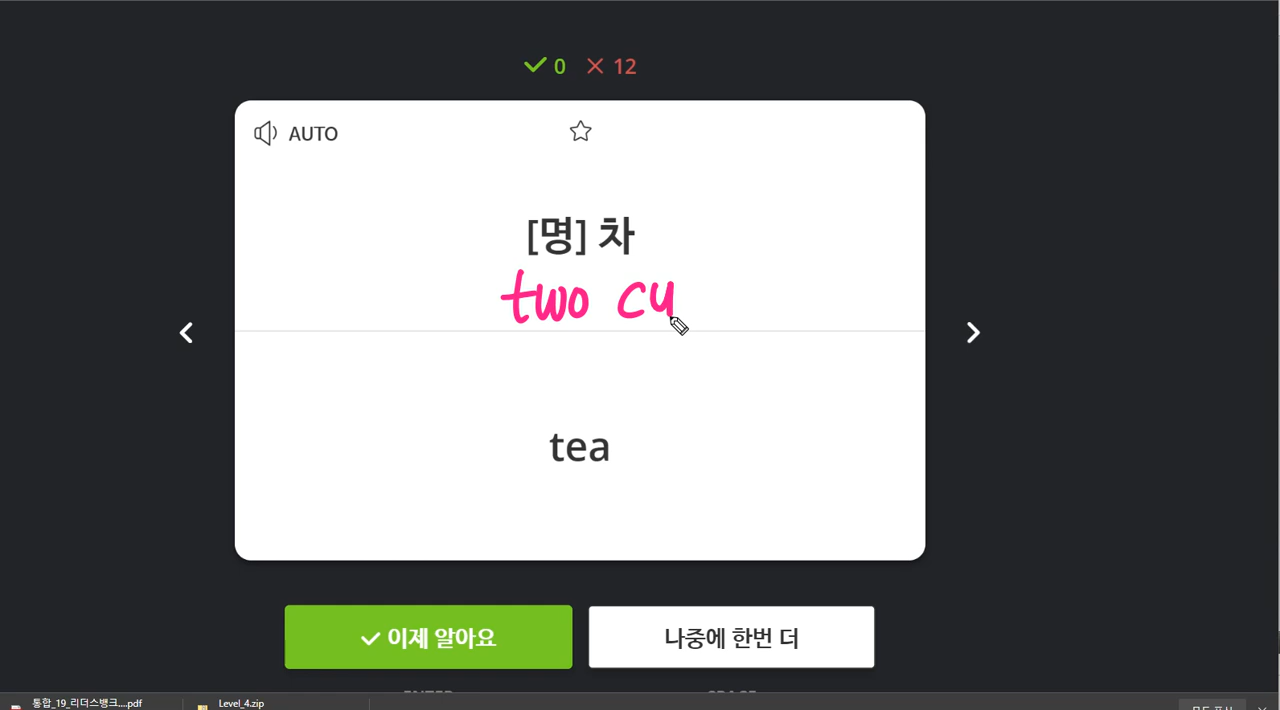 0 12
AUTO
[명] 차
two cu
tea
이제 알아요
나중에 한번 더
통합_19_리더스뱅크....pdf
Level_4.zip